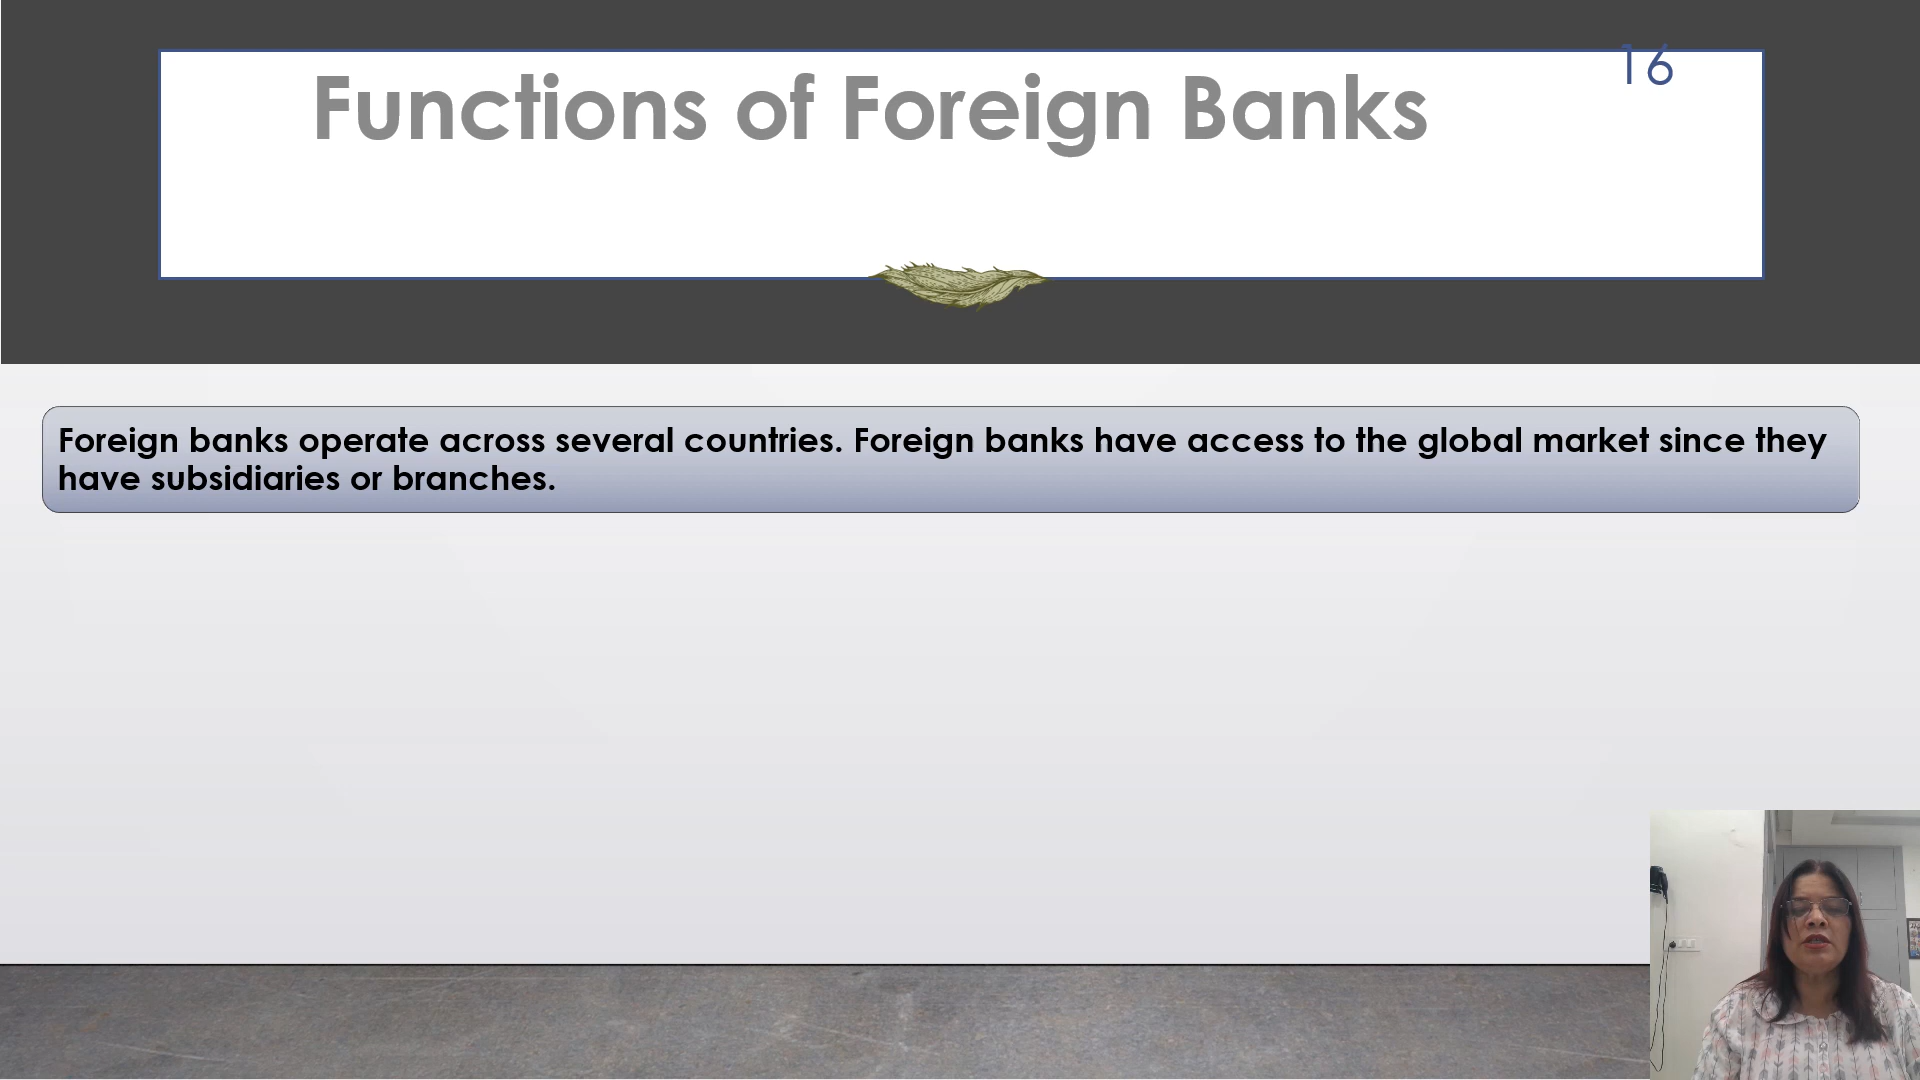 16
Functions of Foreign Banks
Foreign banks operate across several countries. Foreign banks have access to the global market since they
have subsidiaries or branches.